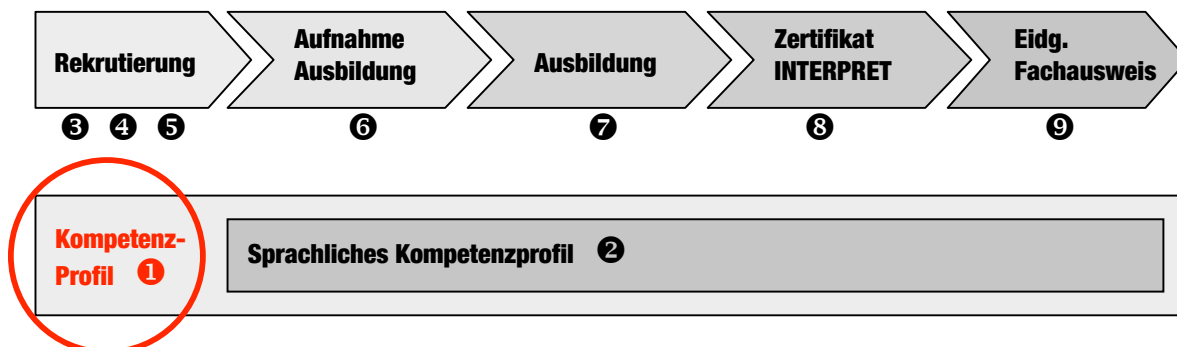 Rekrutierung
Aufnahme
Ausbildung
Ausbildung
Zertifikat
INTERPRET
Eidg.
Fachausweis
❸ ❹ ❺
❻
❼
❽
❾
Kompetenz-
Profil ❶
Sprachliches Kompetenzprofil ❷